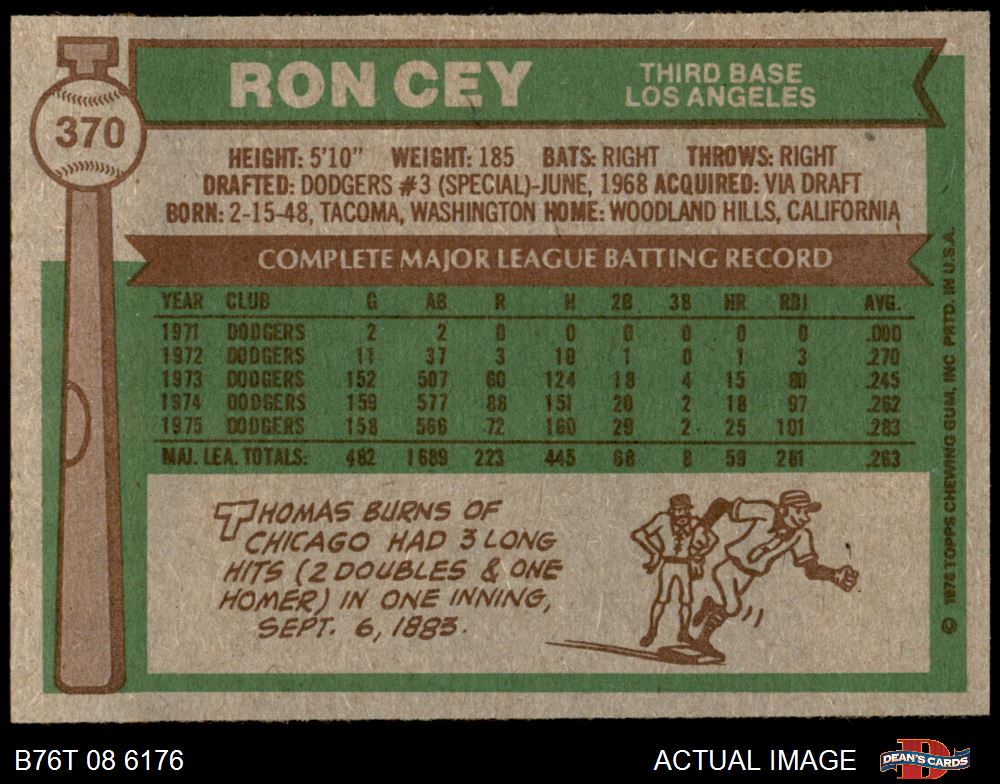 370
RON CEY
THIRD BASE
LOS ANGELES
HEIGHT: 5'10" WEIGHT: 185 BATS: RIGHT THROWS: RIGHT
DRAFTED: DODGERS #3 (SPECIAL)-JUNE, 1968 ACQUIRED: VIA DRAFT
BORN: 2-15-48, TACOMA, WASHINGTON HOME: WOODLAND HILLS, CALIFORNIA
COMPLETE MAJOR LEAGUE BATTING RECORD
YEAR CLUB G AB R H 2B 3B HR RBI AVG.
1971 DODGERS 2 2 0 0 0 0 0 0 .000
1972 DODGERS 11 37 3 10 1 0 1 3 .270
1973 DODGERS 152 507 60 124 18 4 15 80 .245
1974 DODGERS 159 577 88 151 20 2 18 97 .262
1975 DODGERS 158 566 72 160 29 2 25 101 .283
MAJ. LEA. TOTALS: 482 1689 223 445 68 8 59 281 .263
THOMAS BURNS OF
CHICAGO HAD 3 LONG
HITS (2 DOUBLES & ONE
HOMER) IN ONE INNING,
SEPT. 6, 1883.
© 1976 TOPPS CHEWING GUM, INC PRTD. IN U.S.A.
B76T 08 6176
ACTUAL IMAGE
DEAN'S CARDS